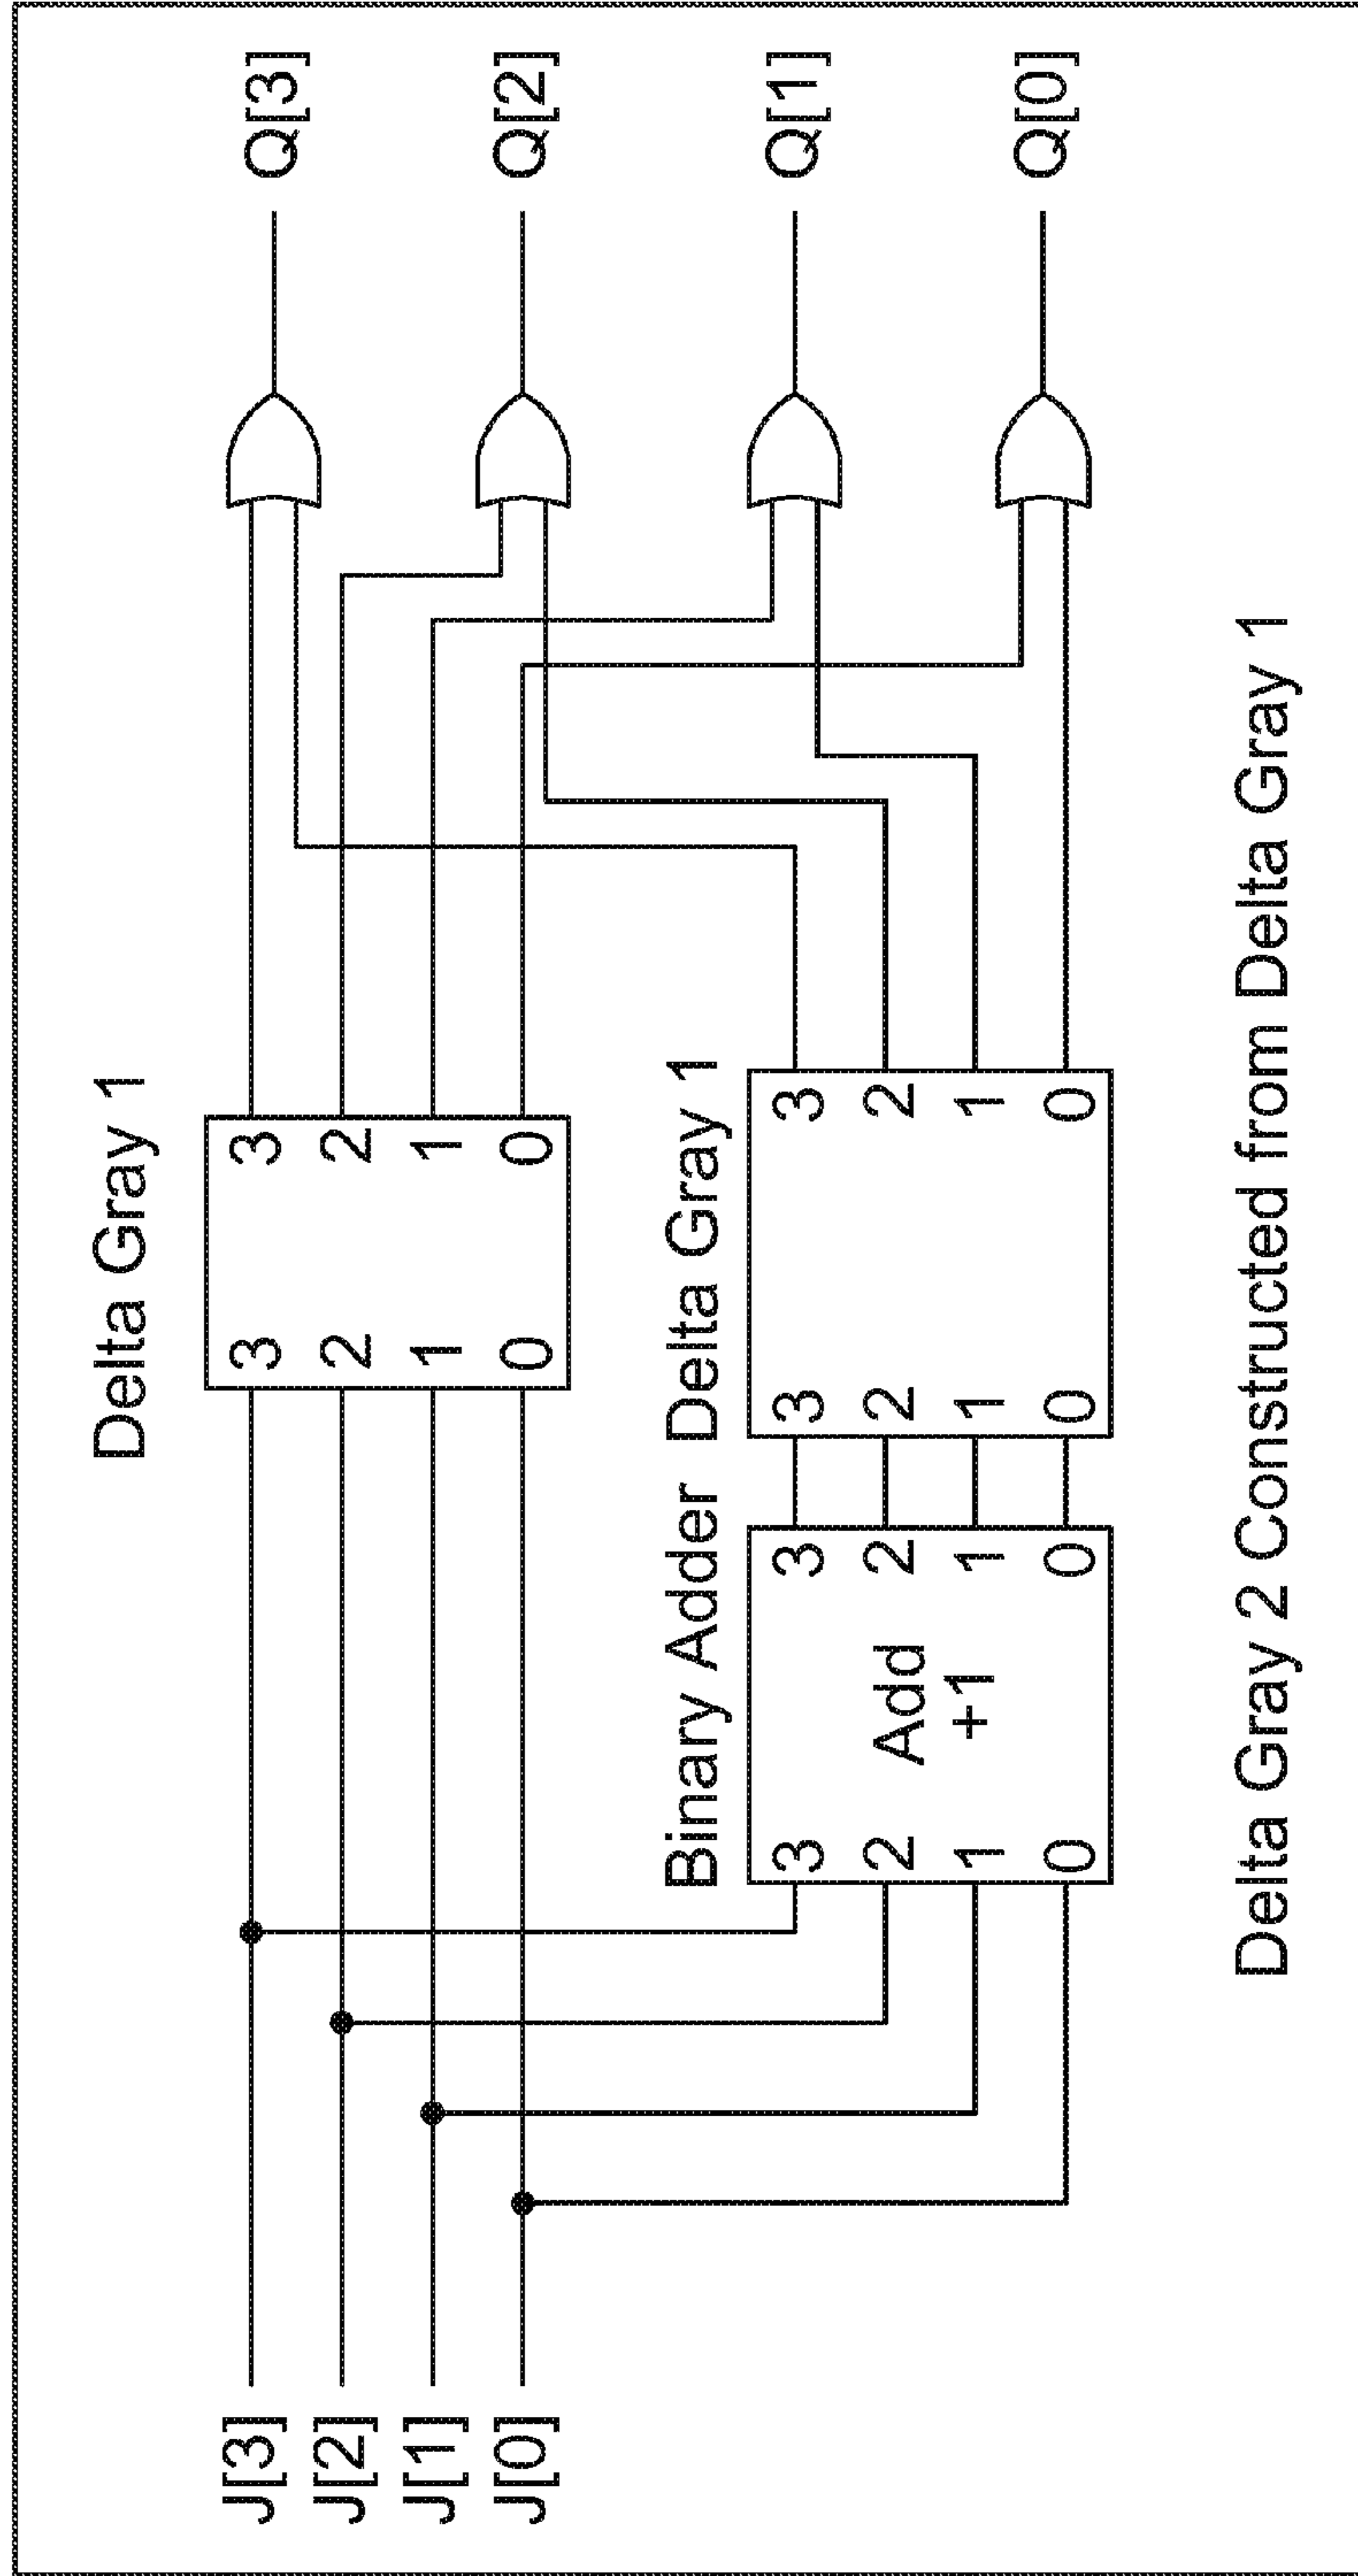 Delta Gray 1
J[3]
3
3
Q[3]
J[2]
2
2
J[1]
1
1
J[0]
0
0
Q[2]
Binary Adder
Delta Gray 1
3
3
3
3
Q[1]
2
Add
2
2
2
1
+1
1
1
1
0
0
0
0
Q[0]
Delta Gray 2 Constructed from Delta Gray 1